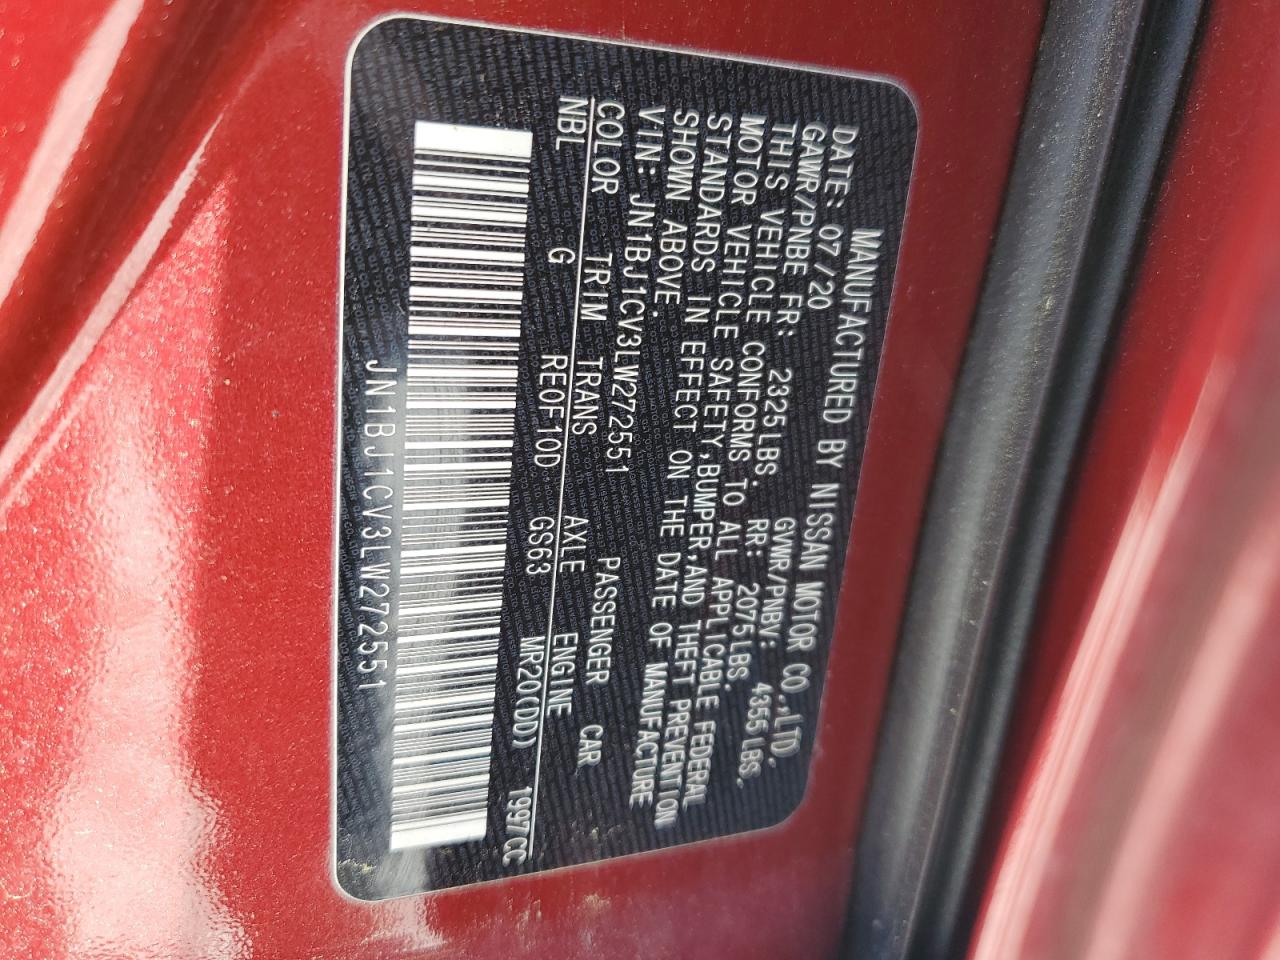 MANUFACTURED BY NISSAN MOTOR CO.,LTD.
DATE: 07/20 GVWR/PNBV: 4355 LBS.
GAWR/PNBE FR: 2325 LBS. RR: 2075 LBS.
THIS VEHICLE CONFORMS TO ALL APPLICABLE FEDERAL
MOTOR VEHICLE SAFETY,BUMPER,AND THEFT PREVENTION
STANDARDS IN EFFECT ON THE DATE OF MANUFACTURE
SHOWN ABOVE.
VIN: JN1BJ1CV3LW272551 PASSENGER CAR
COLOR TRIM TRANS AXLE ENGINE
NBL G RE0F10D GS63 MR20(DD) 1997CC
JN1BJ1CV3LW272551